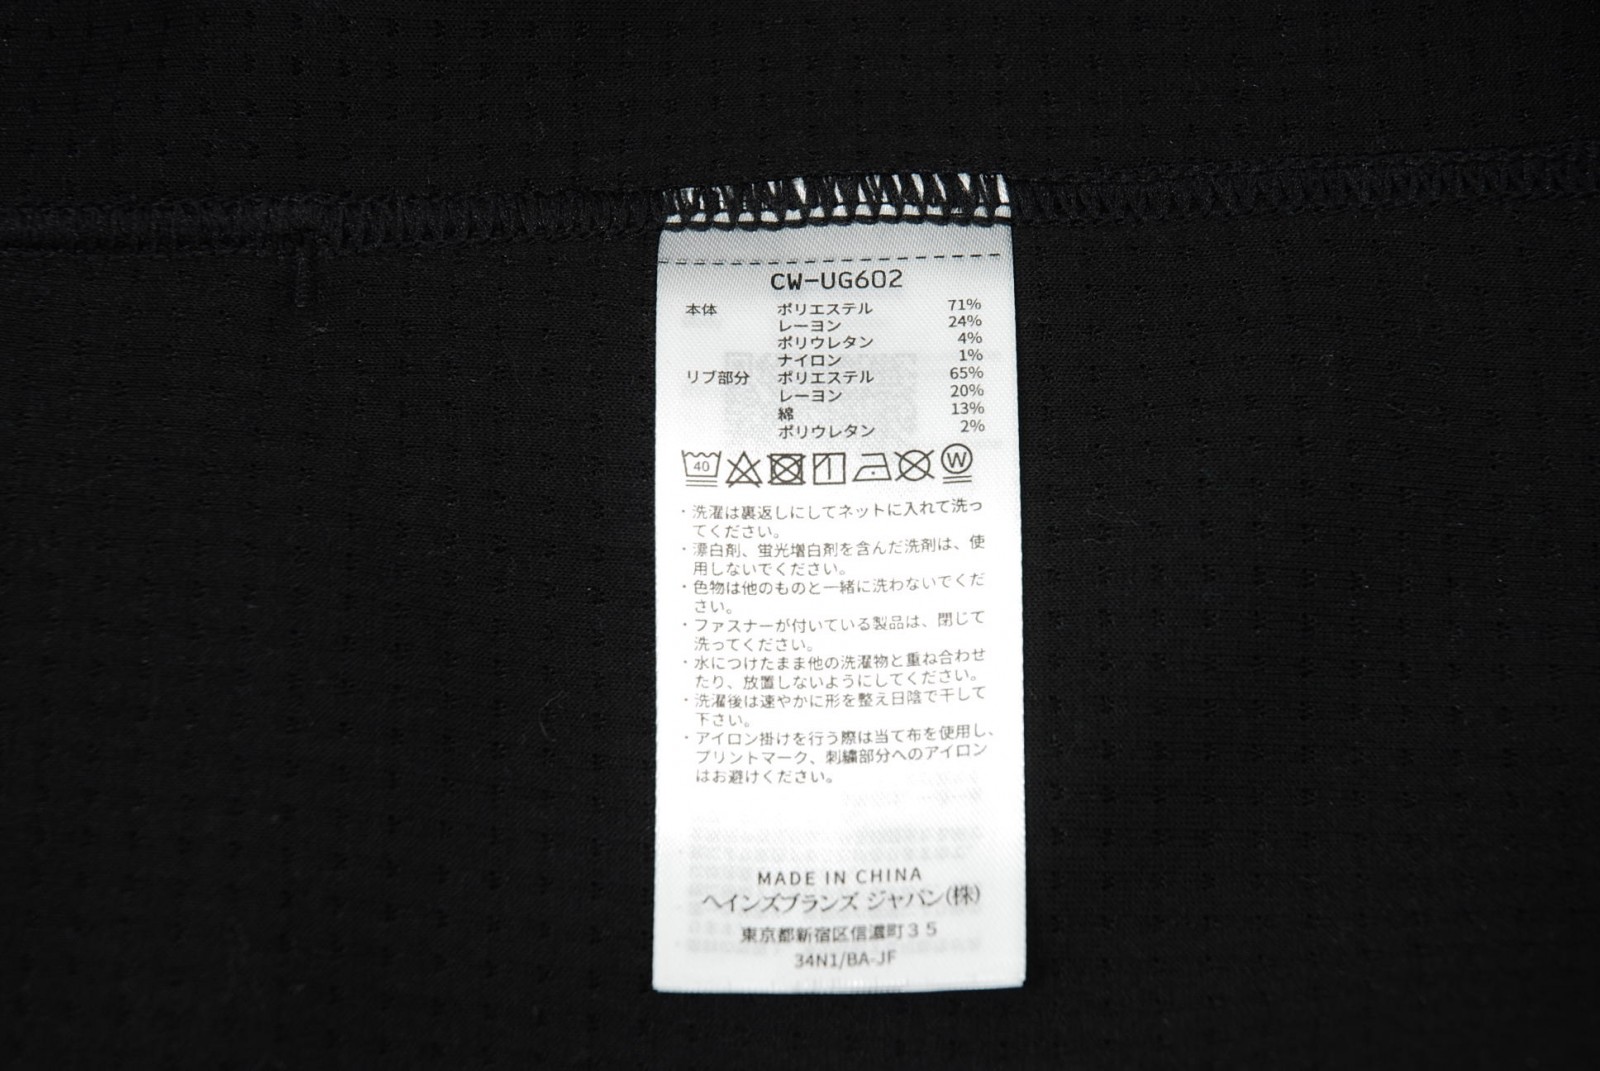 CW-UG602
本体 ポリエステル 71%
レーヨン 24%
ポリウレタン 4%
ナイロン 1%
リブ部分 ポリエステル 65%
レーヨン 20%
綿 13%
ポリウレタン 2%
40 W
・洗濯は裏返しにしてネットに入れて洗っ
てください。
・漂白剤、蛍光増白剤を含んだ洗剤は、使
用しないでください。
・色物は他のものと一緒に洗わないでくだ
さい。
・ファスナーが付いている製品は、閉じて
洗ってください。
・水につけたまま他の洗濯物と重ね合わせ
たり、放置しないようにしてください。
・洗濯後は速やかに形を整え日陰で干して
下さい。
・アイロン掛けを行う際は当て布を使用し、
プリントマーク、刺繍部分へのアイロン
はお避けください。
MADE IN CHINA
ヘインズブランズ ジャパン(株)
東京都新宿区信濃町35
34N1/BA-JF